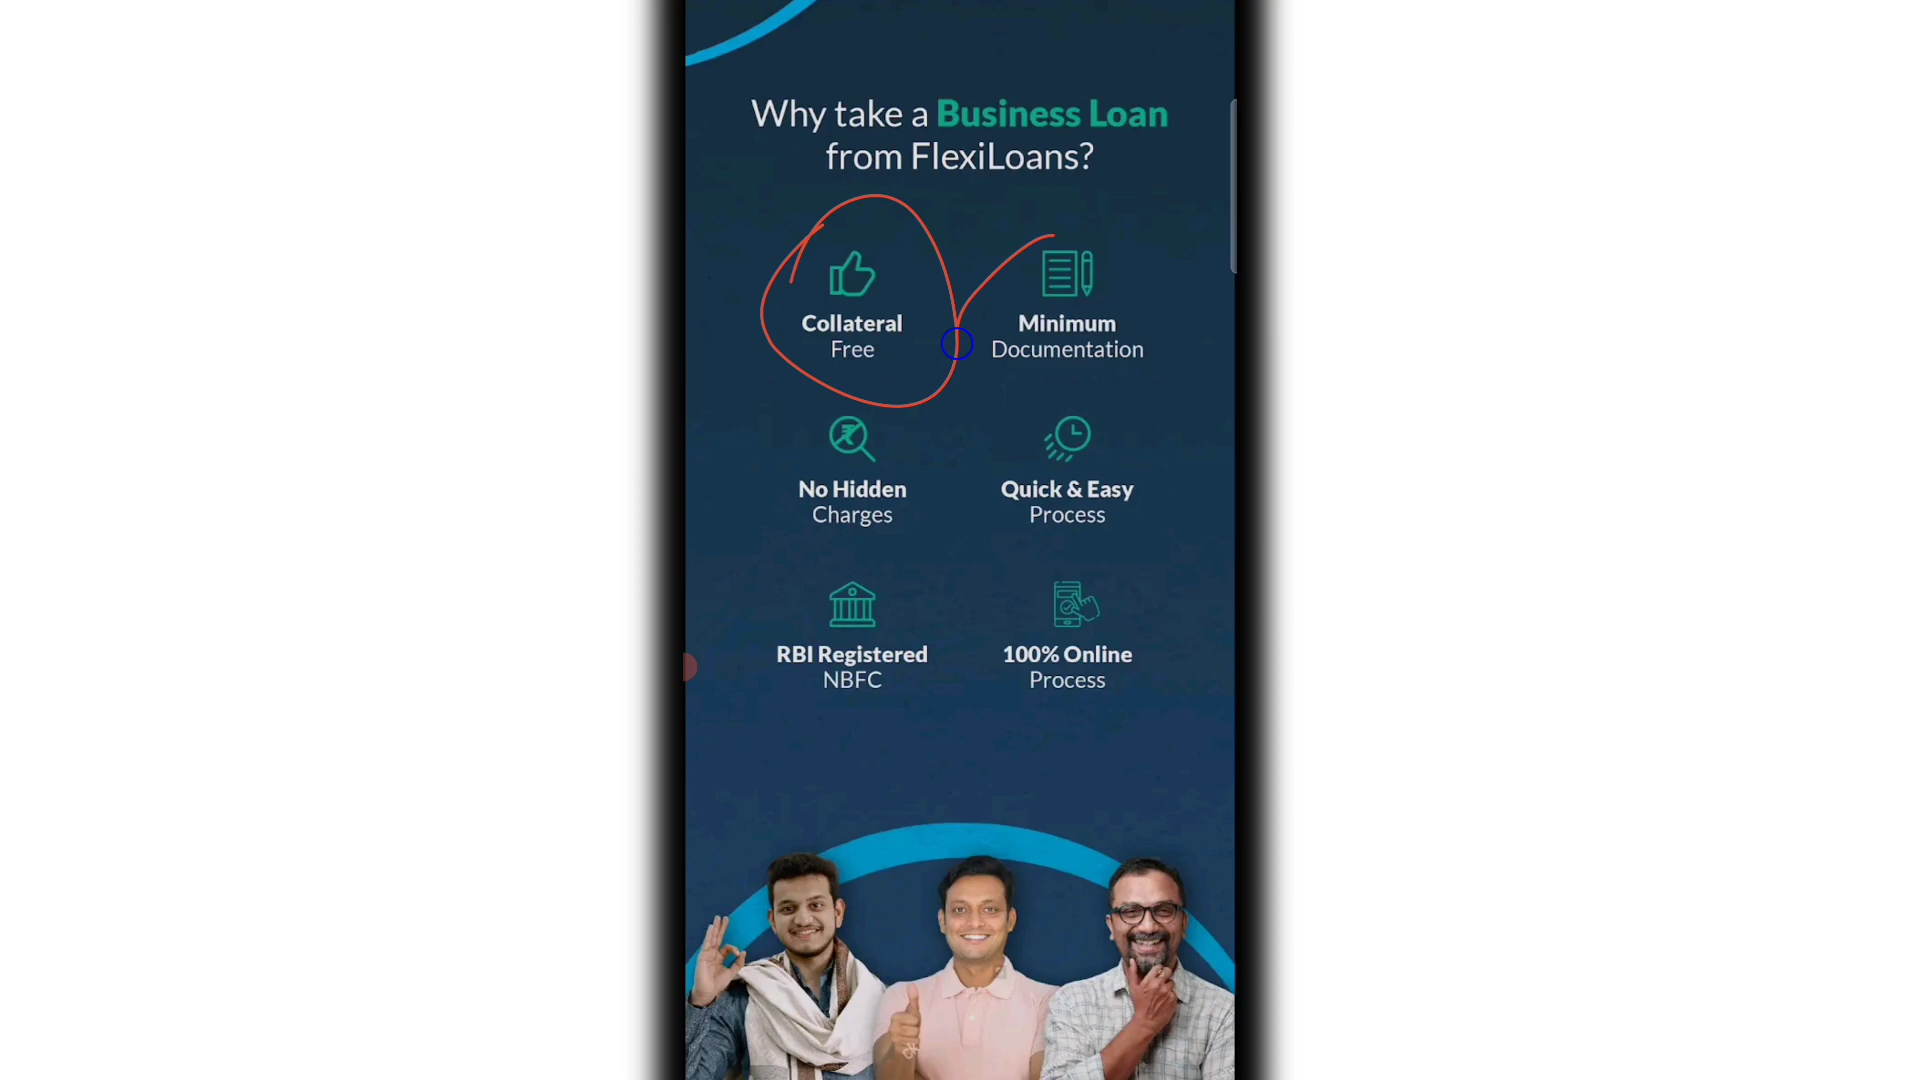 Why take a Business Loan
from FlexiLoans?
Collateral
Free
Minimum
Documentation
No Hidden
Charges
Quick & Easy
Process
RBI Registered
NBFC
100% Online
Process